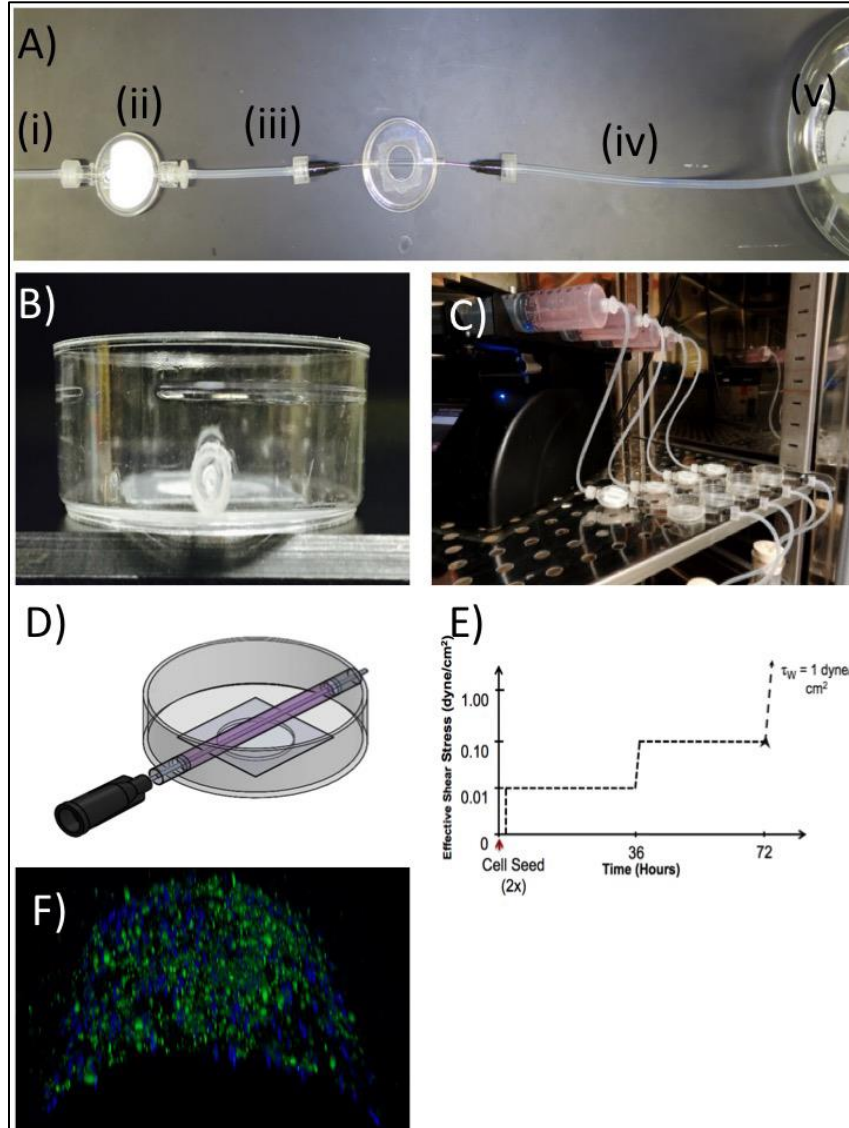 A)
(i)
(ii)
(iii)
(iv)
(v)
B)
C)
D)
E)
Effective Shear Stress (dyne/cm²)
1.00
0.10
0.01
0
τW = 1 dyne/
cm²
36
72
Cell Seed
(2x)
Time (Hours)
F)